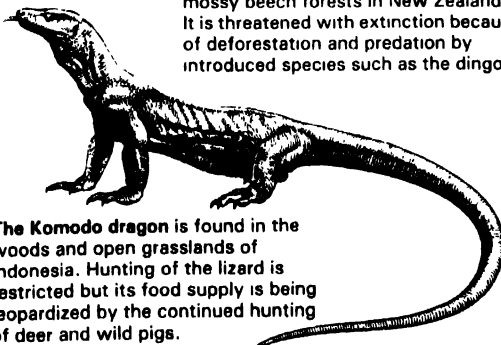 mossy beech forests in New Zealand
It is threatened with extinction becau
of deforestation and predation by
introduced species such as the dingo
The Komodo dragon is found in the
woods and open grasslands of
Indonesia. Hunting of the lizard is
restricted but its food supply is being
jeopardized by the continued hunting
of deer and wild pigs.